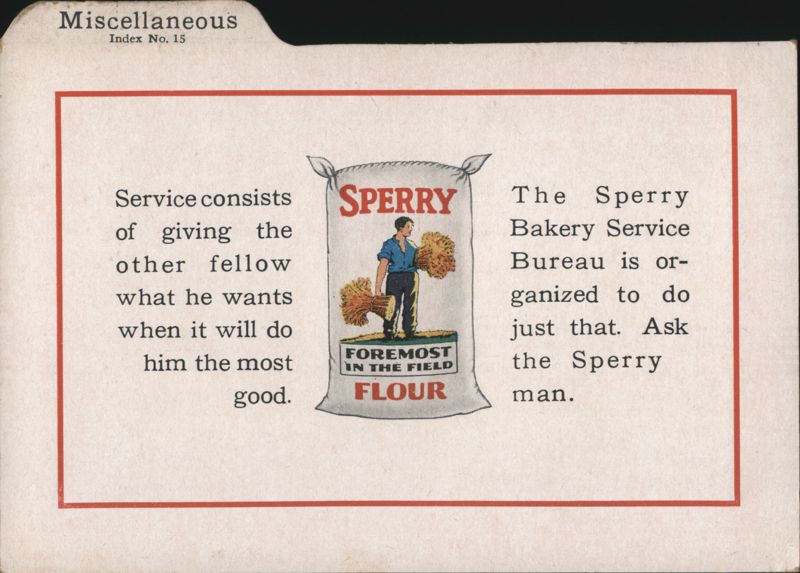 Miscellaneous
Index No. 15
Service consists
of giving the
other fellow
what he wants
when it will do
him the most
good.
SPERRY
FOREMOST
IN THE FIELD
FLOUR
The Sperry
Bakery Service
Bureau is or-
ganized to do
just that. Ask
the Sperry
man.